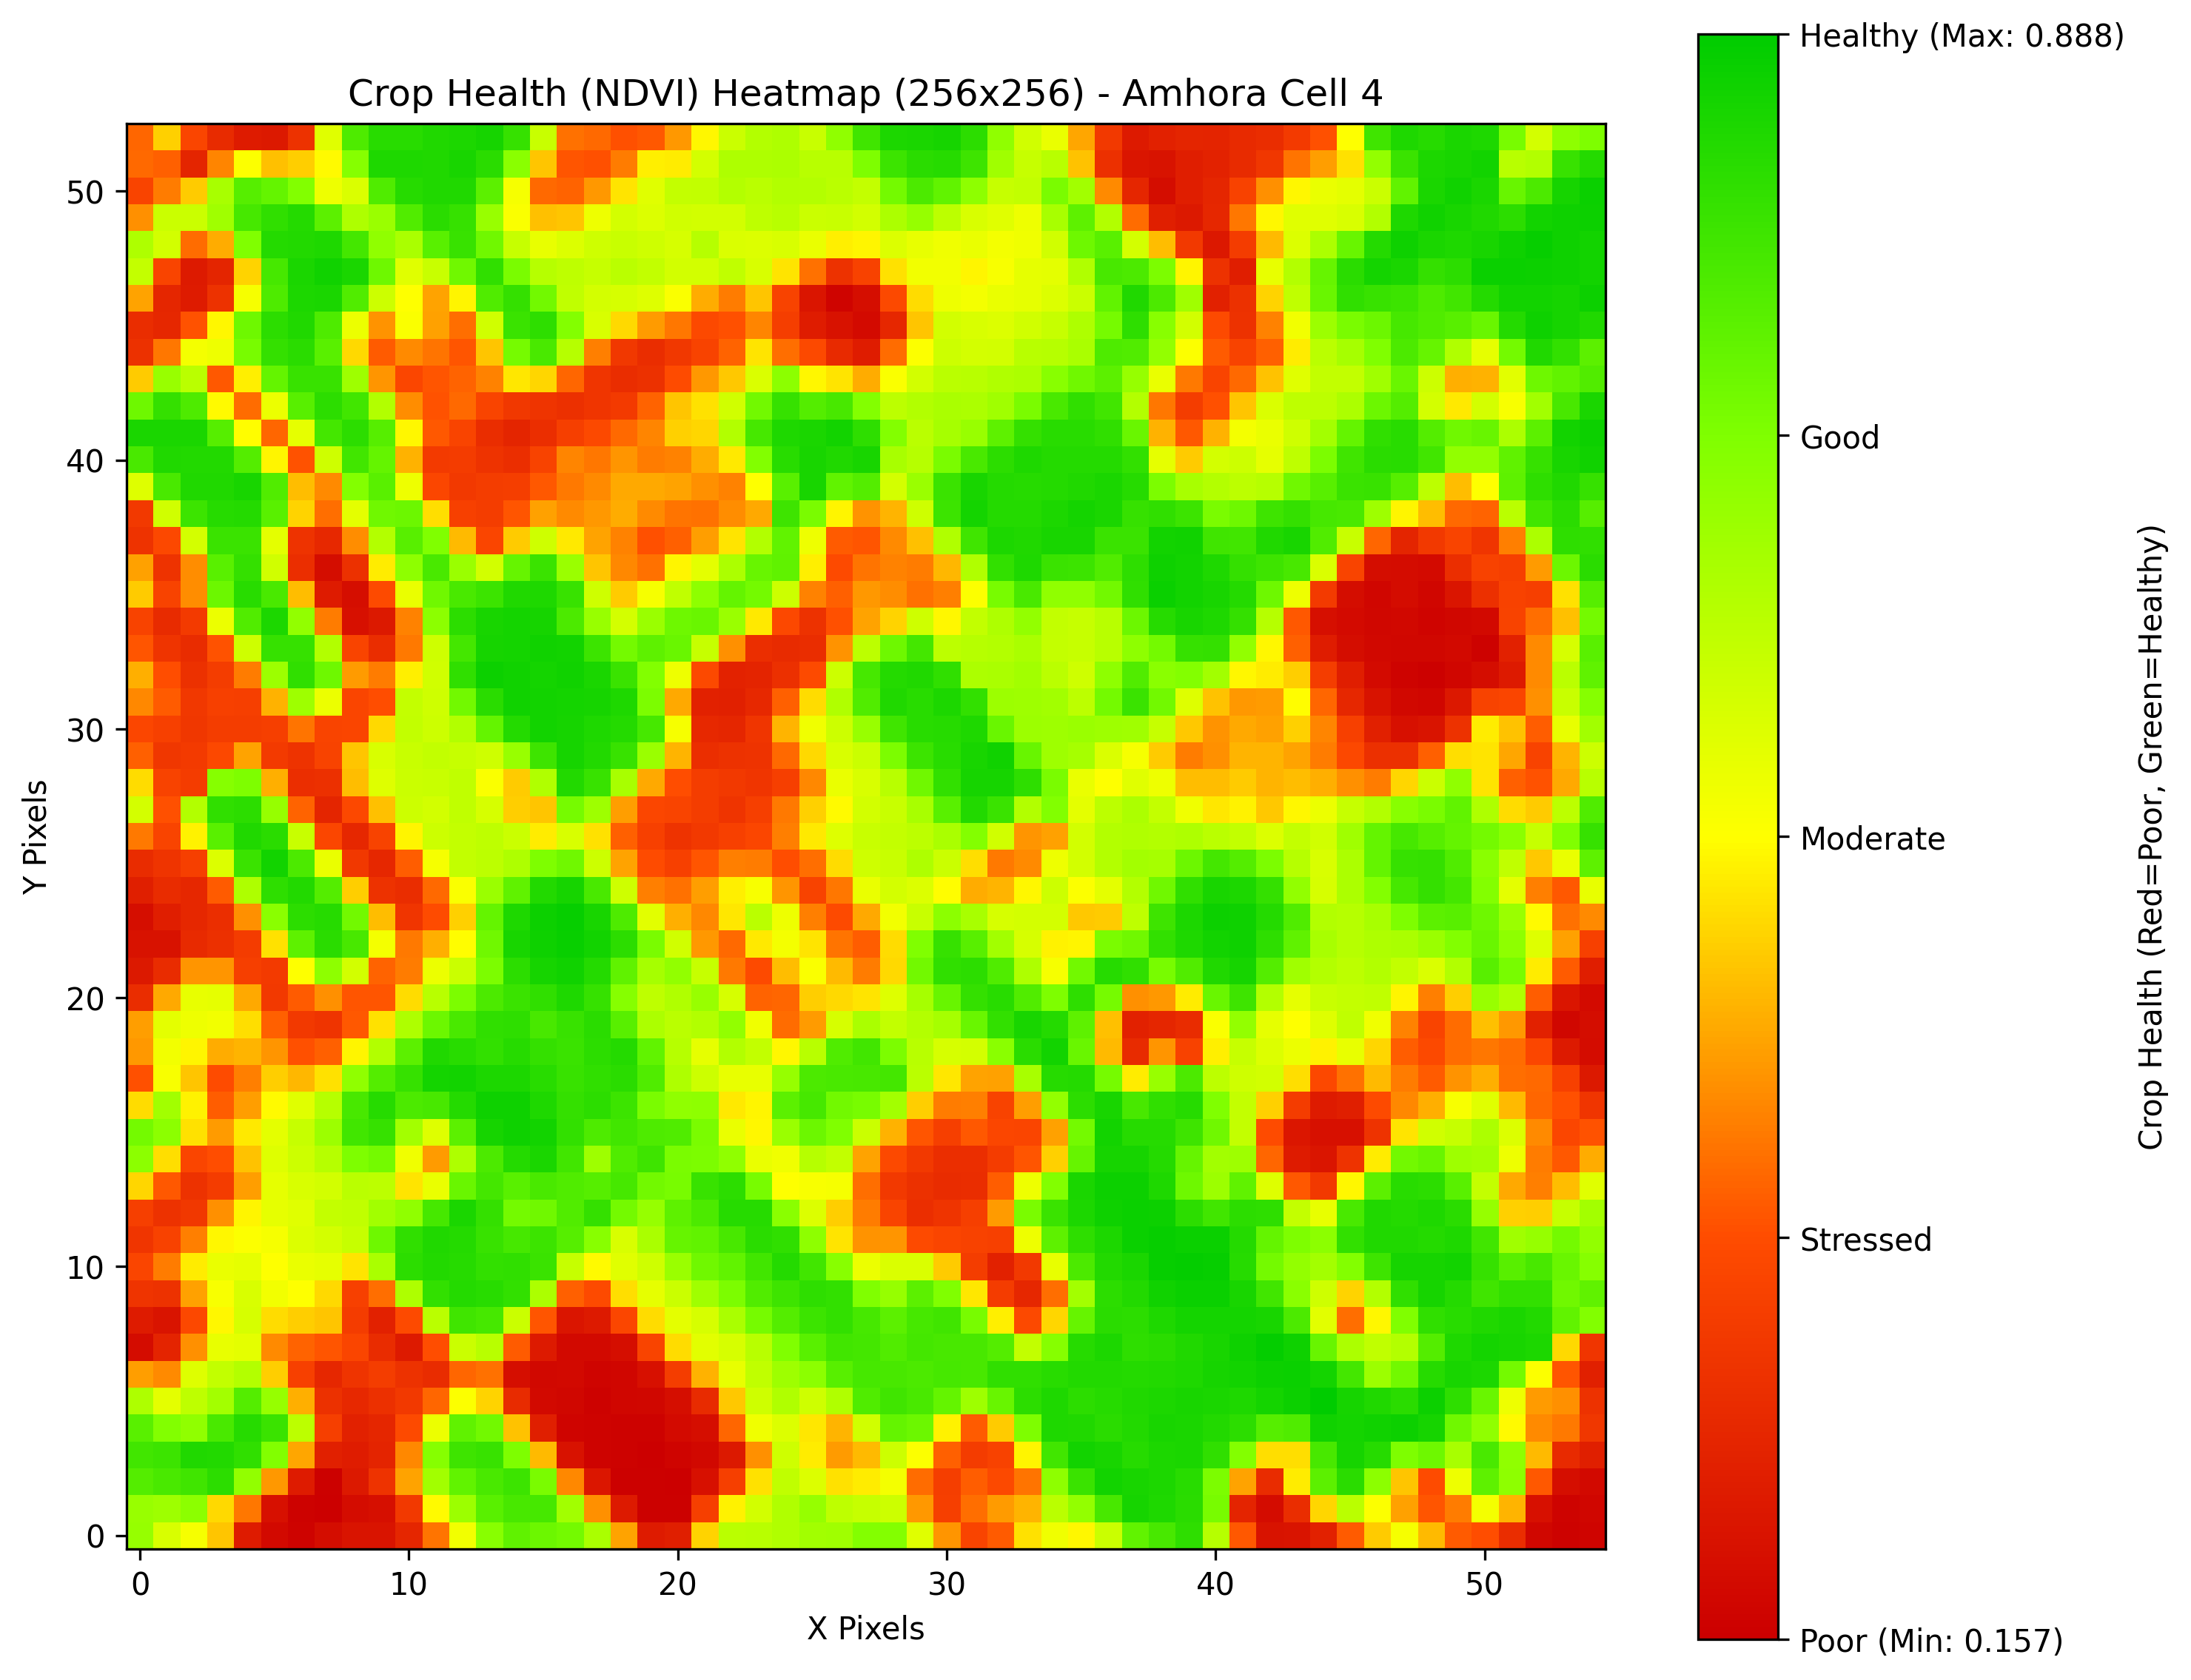 Crop Health (NDVI) Heatmap (256x256) - Amhora Cell 4
Healthy (Max: 0.888)
Good
Moderate
Stressed
Poor (Min: 0.157)
Crop Health (Red=Poor, Green=Healthy)
Y Pixels
50
40
30
20
10
0
0 10 20 30 40 50
X Pixels